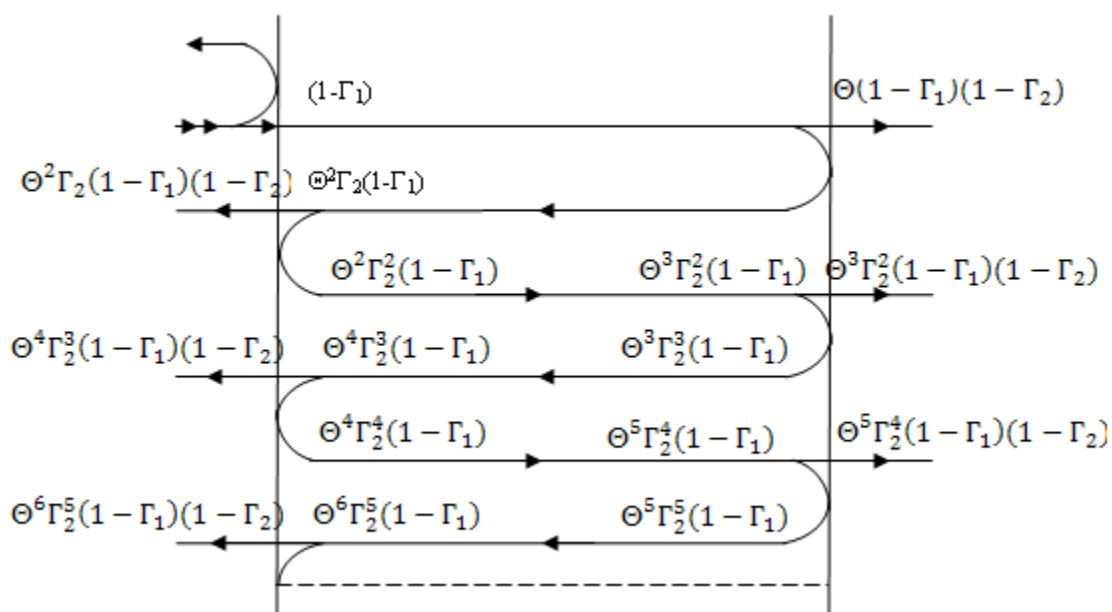 (1-Γ₁)
Θ(1 − Γ₁)(1 − Γ₂)
Θ²Γ₂(1 − Γ₁)(1 − Γ₂)
Θ²Γ₂(1-Γ₁)
Θ²Γ₂²(1 − Γ₁)
Θ³Γ₂²(1 − Γ₁)
Θ³Γ₂²(1 − Γ₁)(1 − Γ₂)
Θ⁴Γ₂³(1 − Γ₁)(1 − Γ₂)
Θ⁴Γ₂³(1 − Γ₁)
Θ³Γ₂³(1 − Γ₁)
Θ⁴Γ₂⁴(1 − Γ₁)
Θ⁵Γ₂⁴(1 − Γ₁)
Θ⁵Γ₂⁴(1 − Γ₁)(1 − Γ₂)
Θ⁶Γ₂⁵(1 − Γ₁)(1 − Γ₂)
Θ⁶Γ₂⁵(1 − Γ₁)
Θ⁵Γ₂⁵(1 − Γ₁)